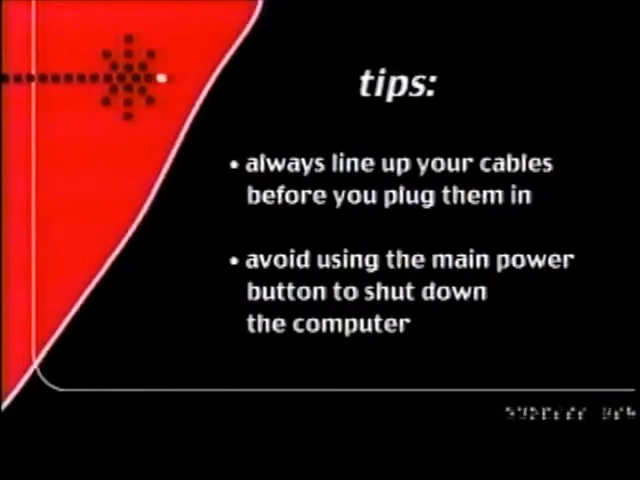 tips:
• always line up your cables
before you plug them in
• avoid using the main power
button to shut down
the computer